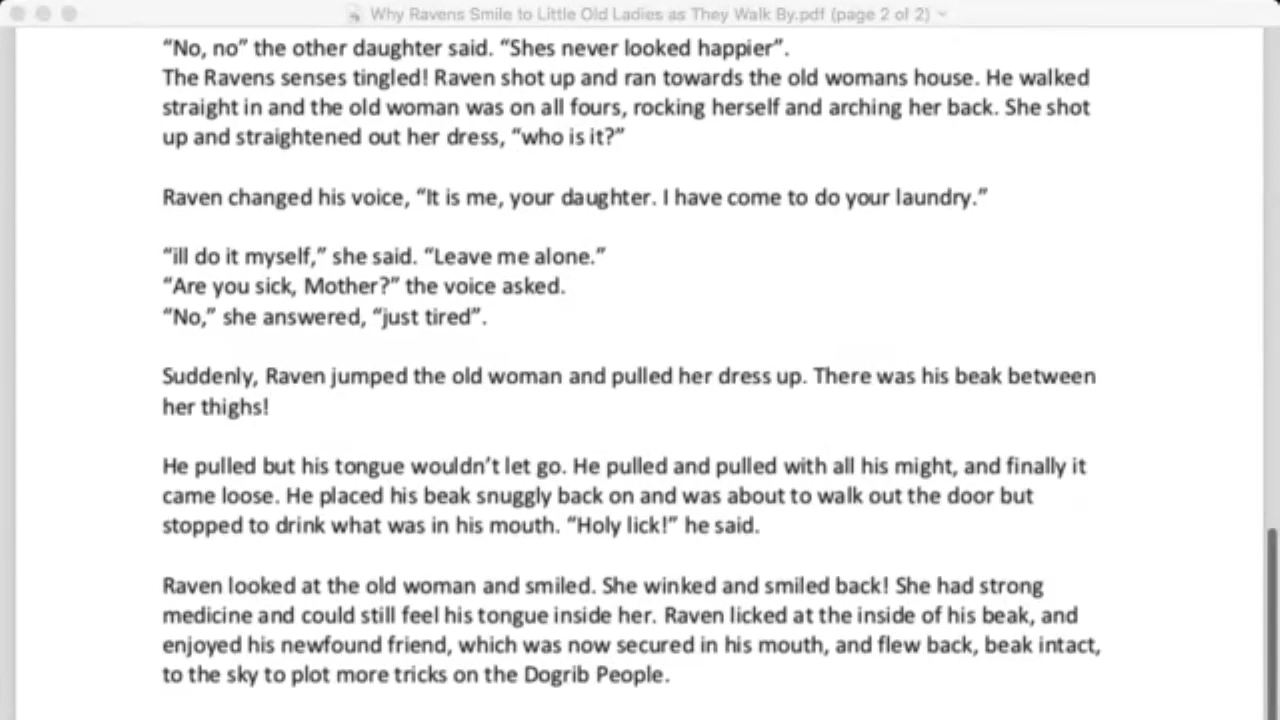 Why Ravens Smile to Little Old Ladies as They Walk By.pdf (page 2 of 2)
“No, no” the other daughter said. “Shes never looked happier”.
The Ravens senses tingled! Raven shot up and ran towards the old womans house. He walked
straight in and the old woman was on all fours, rocking herself and arching her back. She shot
up and straightened out her dress, “who is it?”
Raven changed his voice, “It is me, your daughter. I have come to do your laundry.”
“ill do it myself,” she said. “Leave me alone.”
“Are you sick, Mother?” the voice asked.
“No,” she answered, “just tired”.
Suddenly, Raven jumped the old woman and pulled her dress up. There was his beak between
her thighs!
He pulled but his tongue wouldn’t let go. He pulled and pulled with all his might, and finally it
came loose. He placed his beak snuggly back on and was about to walk out the door but
stopped to drink what was in his mouth. “Holy lick!” he said.
Raven looked at the old woman and smiled. She winked and smiled back! She had strong
medicine and could still feel his tongue inside her. Raven licked at the inside of his beak, and
enjoyed his newfound friend, which was now secured in his mouth, and flew back, beak intact,
to the sky to plot more tricks on the Dogrib People.